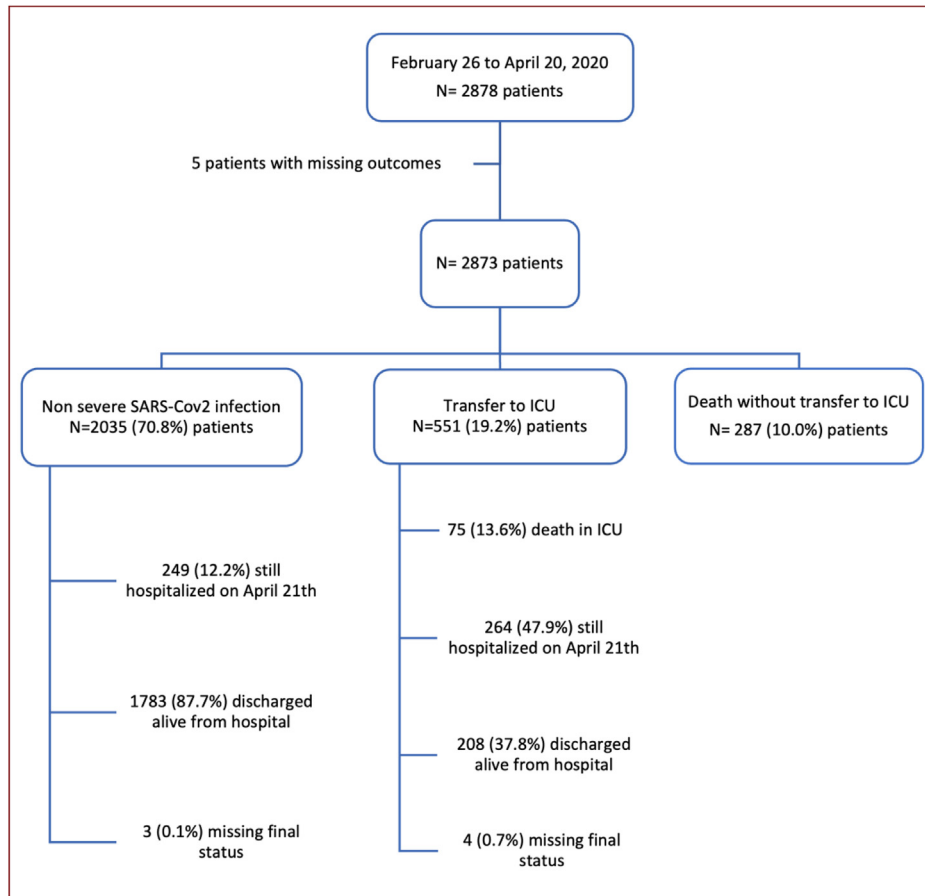 February 26 to April 20, 2020
N= 2878 patients
5 patients with missing outcomes
N= 2873 patients
Non severe SARS-Cov2 infection
N=2035 (70.8%) patients
Transfer to ICU
N=551 (19.2%) patients
Death without transfer to ICU
N= 287 (10.0%) patients
249 (12.2%) still
hospitalized on April 21th
1783 (87.7%) discharged
alive from hospital
3 (0.1%) missing final
status
75 (13.6%) death in ICU
264 (47.9%) still
hospitalized on April 21th
208 (37.8%) discharged
alive from hospital
4 (0.7%) missing final
status